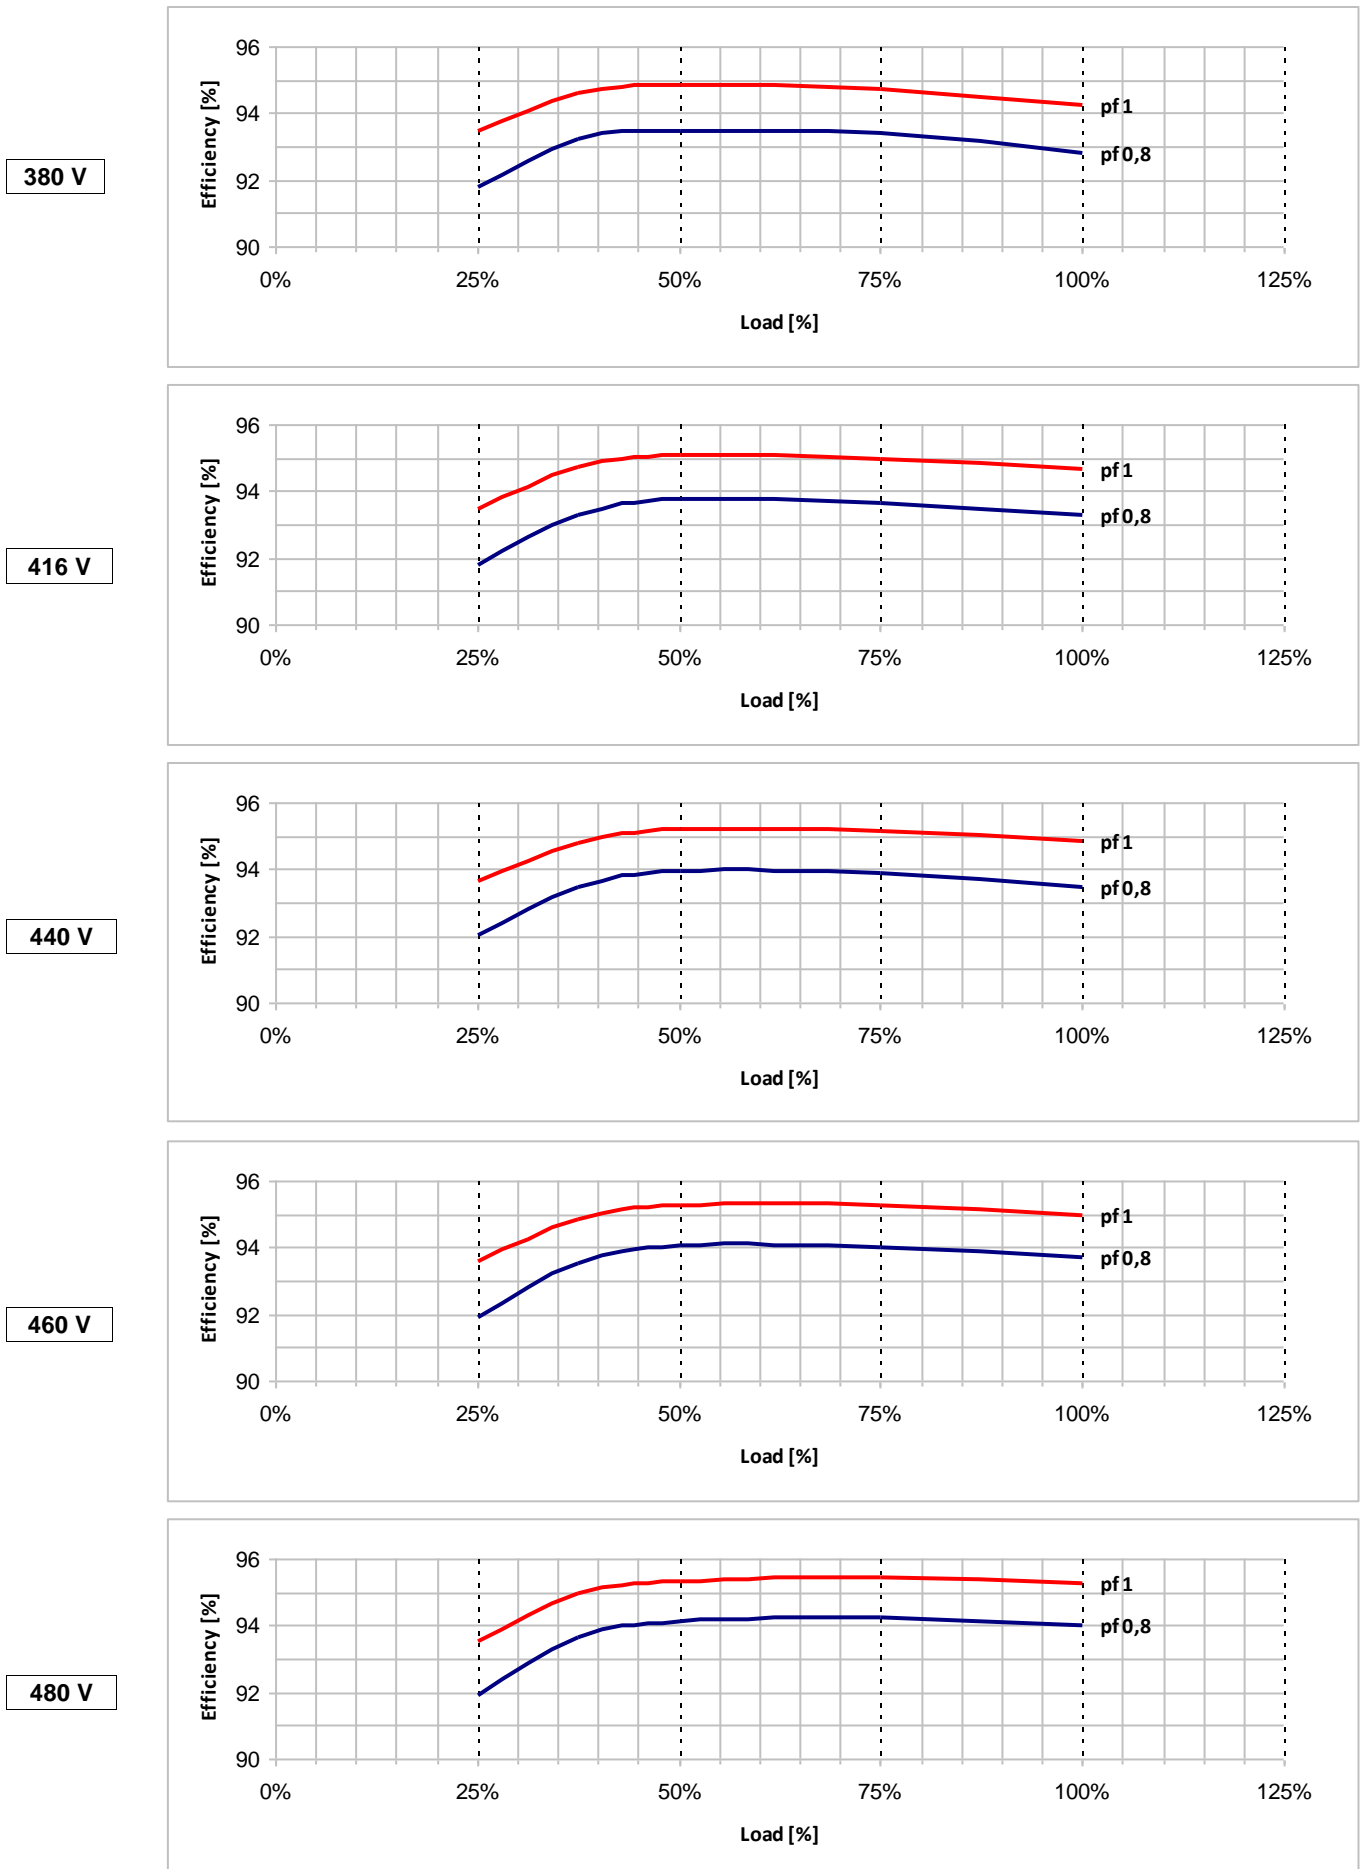 380 V
Efficiency [%]
96
94
92
90
pf 1
pf 0,8
0% 25% 50% 75% 100% 125%
Load [%]
416 V
Efficiency [%]
96
94
92
90
pf 1
pf 0,8
0% 25% 50% 75% 100% 125%
Load [%]
440 V
Efficiency [%]
96
94
92
90
pf 1
pf 0,8
0% 25% 50% 75% 100% 125%
Load [%]
460 V
Efficiency [%]
96
94
92
90
pf 1
pf 0,8
0% 25% 50% 75% 100% 125%
Load [%]
480 V
Efficiency [%]
96
94
92
90
pf 1
pf 0,8
0% 25% 50% 75% 100% 125%
Load [%]